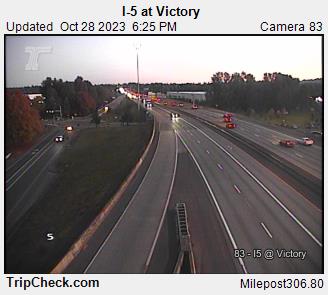 I-5 at Victory
Updated Oct 28 2023 6:25 PM Camera 83
S
83 - I5 @ Victory
TripCheck.com Milepost306.80